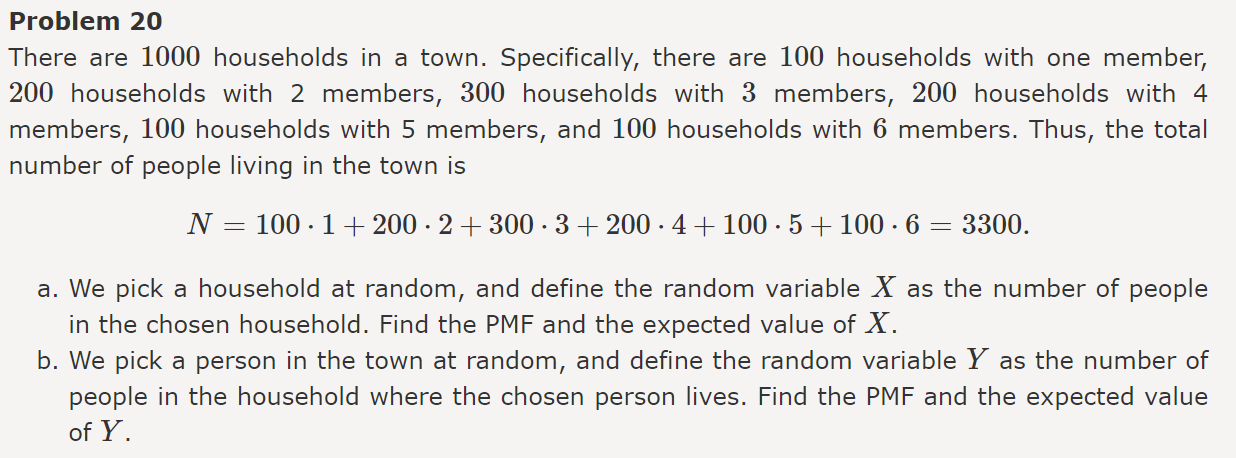 Problem 20
There are 1000 households in a town. Specifically, there are 100 households with one member,
200 households with 2 members, 300 households with 3 members, 200 households with 4
members, 100 households with 5 members, and 100 households with 6 members. Thus, the total
number of people living in the town is
N = 100 · 1 + 200 · 2 + 300 · 3 + 200 · 4 + 100 · 5 + 100 · 6 = 3300.
a. We pick a household at random, and define the random variable X as the number of people
in the chosen household. Find the PMF and the expected value of X.
b. We pick a person in the town at random, and define the random variable Y as the number of
people in the household where the chosen person lives. Find the PMF and the expected value
of Y.